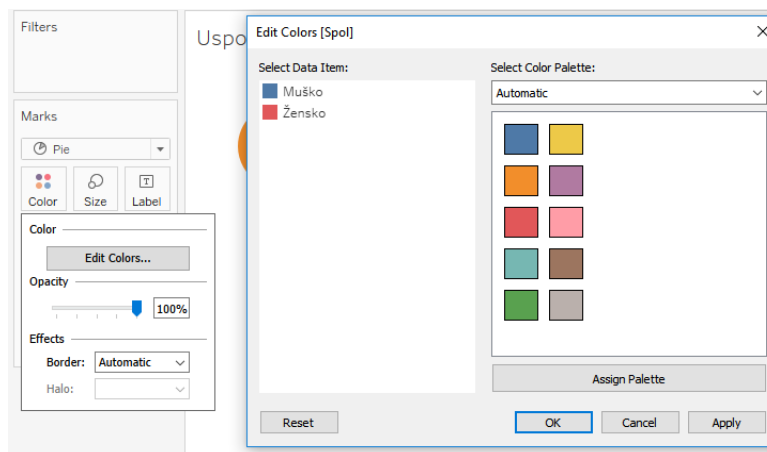 Filters
Marks
Pie
Color
Size
T
Label
Color
Edit Colors...
Opacity
100%
Effects
Border:
Automatic
Halo:
Uspo
Edit Colors [Spol]
Select Data Item:
Muško
Žensko
Select Color Palette:
Automatic
Assign Palette
Reset
OK
Cancel
Apply